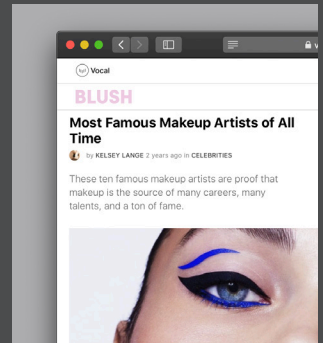 Vocal
BLUSH
Most Famous Makeup Artists of All
Time
by KELSEY LANGE 2 years ago in CELEBRITIES
These ten famous makeup artists are proof that
makeup is the source of many careers, many
talents, and a ton of fame.